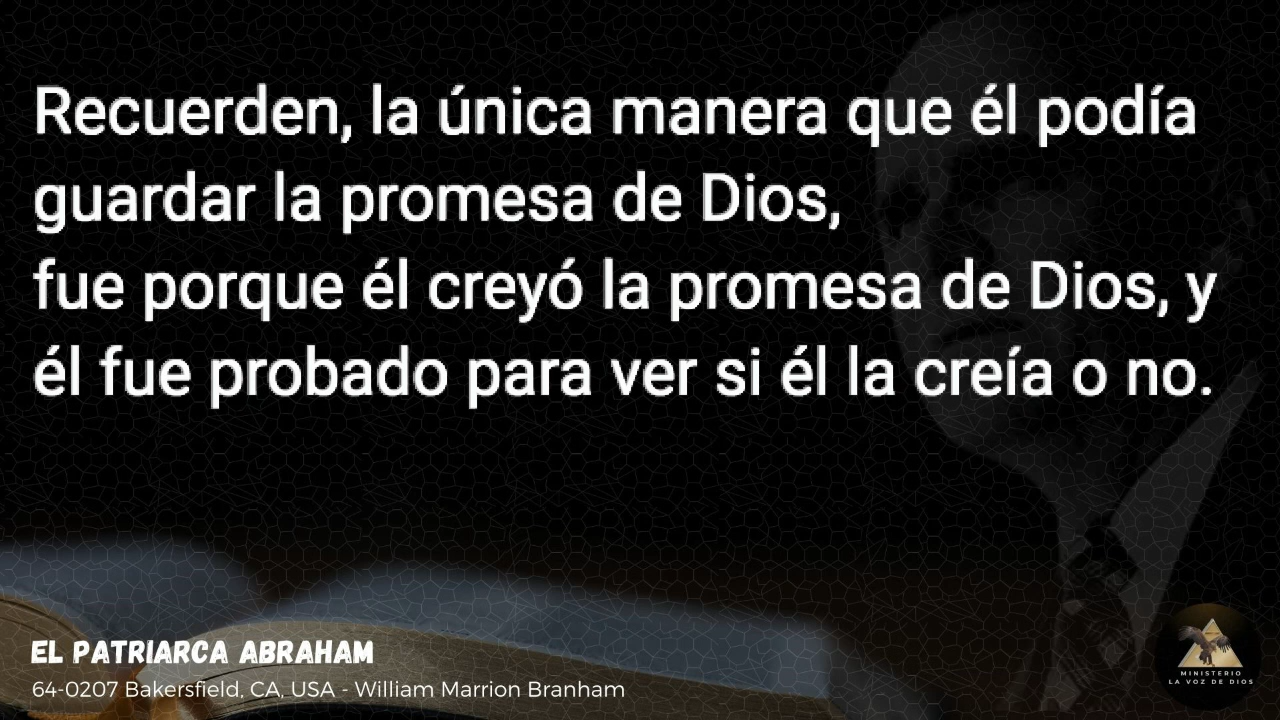 Recuerden, la única manera que él podía
guardar la promesa de Dios,
fue porque él creyó la promesa de Dios, y
él fue probado para ver si él la creía o no.
EL PATRIARCA ABRAHAM
64-0207 Bakersfield, CA, USA - William Marrion Branham
MINISTERIO
LA VOZ DE DIOS